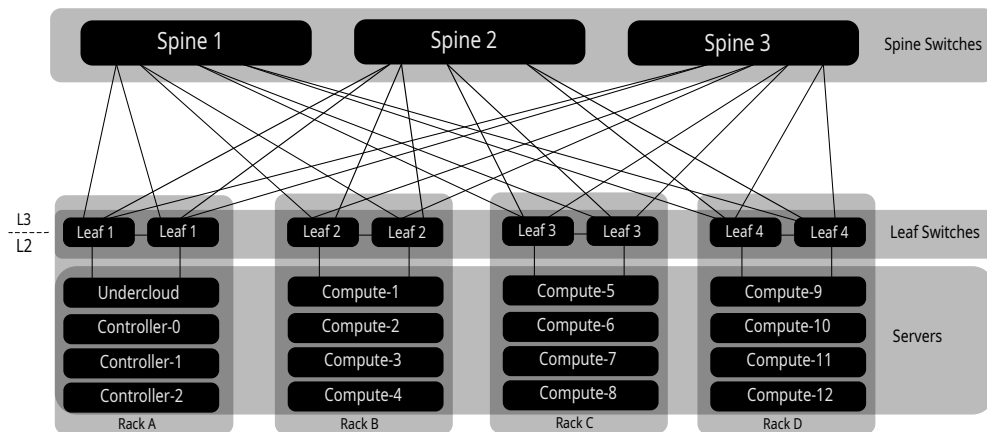 Spine 1
Spine 2
Spine 3
Spine Switches
L3
L2
Leaf 1
Leaf 1
Leaf 2
Leaf 2
Leaf 3
Leaf 3
Leaf 4
Leaf 4
Leaf Switches
Undercloud
Controller-0
Controller-1
Controller-2
Compute-1
Compute-2
Compute-3
Compute-4
Compute-5
Compute-6
Compute-7
Compute-8
Compute-9
Compute-10
Compute-11
Compute-12
Servers
Rack A
Rack B
Rack C
Rack D